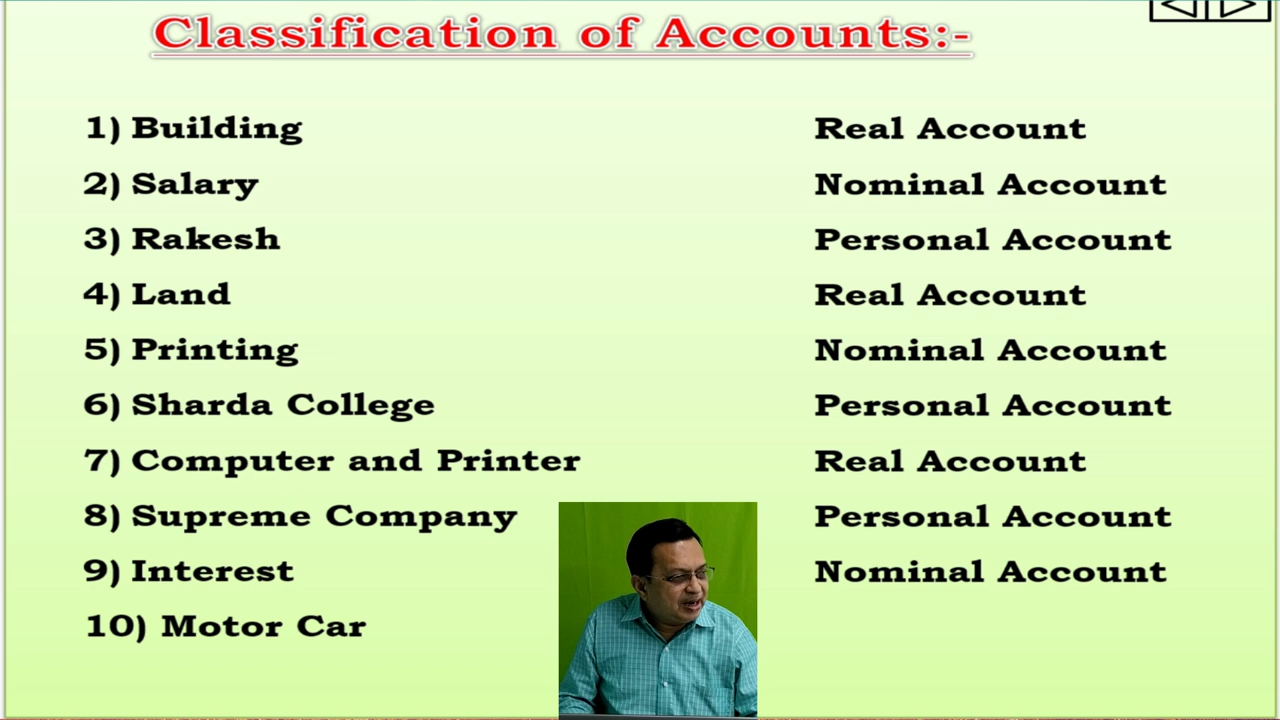 Classification of Accounts:-
1) Building Real Account
2) Salary Nominal Account
3) Rakesh Personal Account
4) Land Real Account
5) Printing Nominal Account
6) Sharda College Personal Account
7) Computer and Printer Real Account
8) Supreme Company Personal Account
9) Interest Nominal Account
10) Motor Car